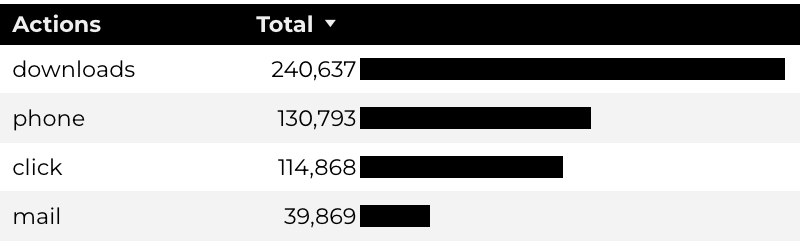 Actions Total ▼
downloads 240,637
phone 130,793
click 114,868
mail 39,869